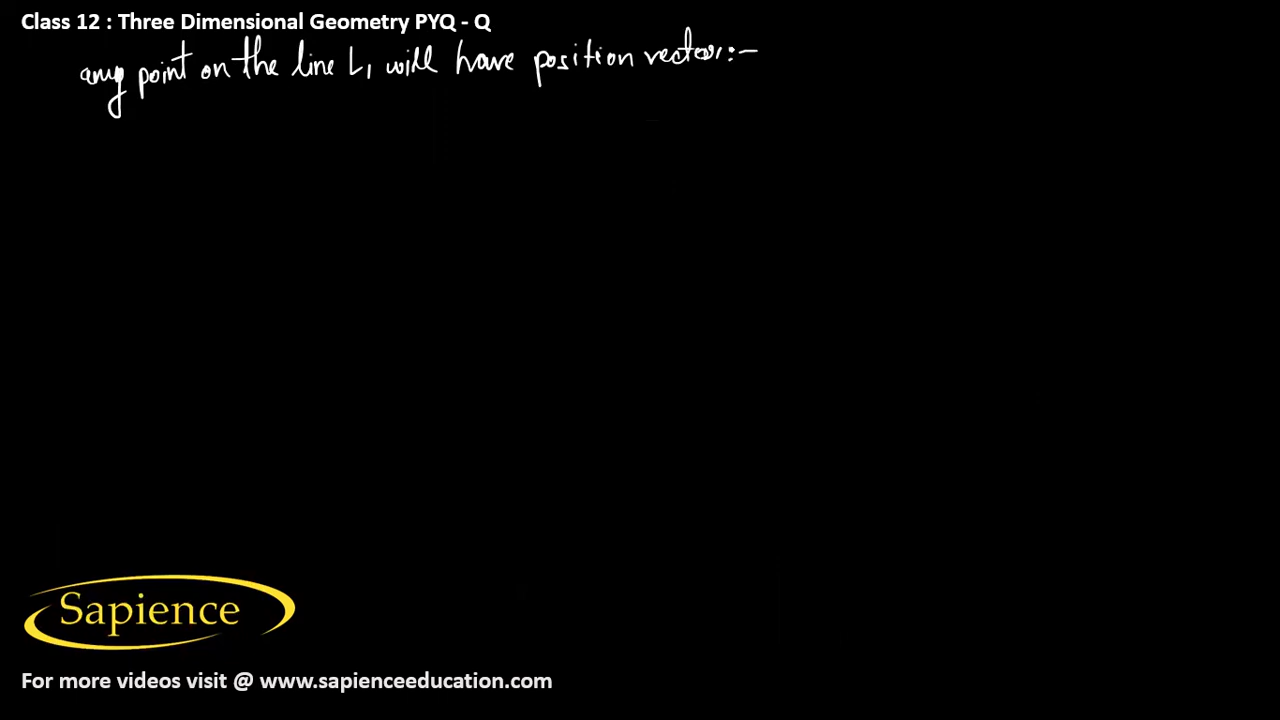 Class 12 : Three Dimensional Geometry PYQ - Q
any point on the line L₁ will have position vector:-
Sapience
For more videos visit @ www.sapienceeducation.com